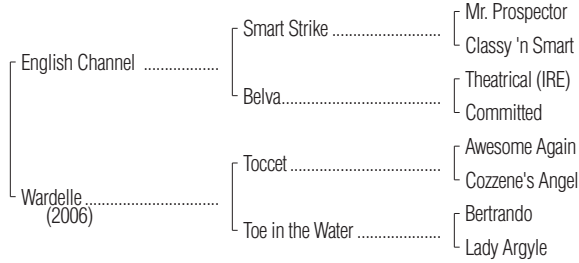 Mr. Prospector
Smart Strike ........................
Classy 'n Smart
English Channel ................
Theatrical (IRE)
Belva...................................
Committed
Awesome Again
Toccet ..................................
Cozzene's Angel
Wardelle.............................
(2006)
Bertrando
Toe in the Water ..................
Lady Argyle